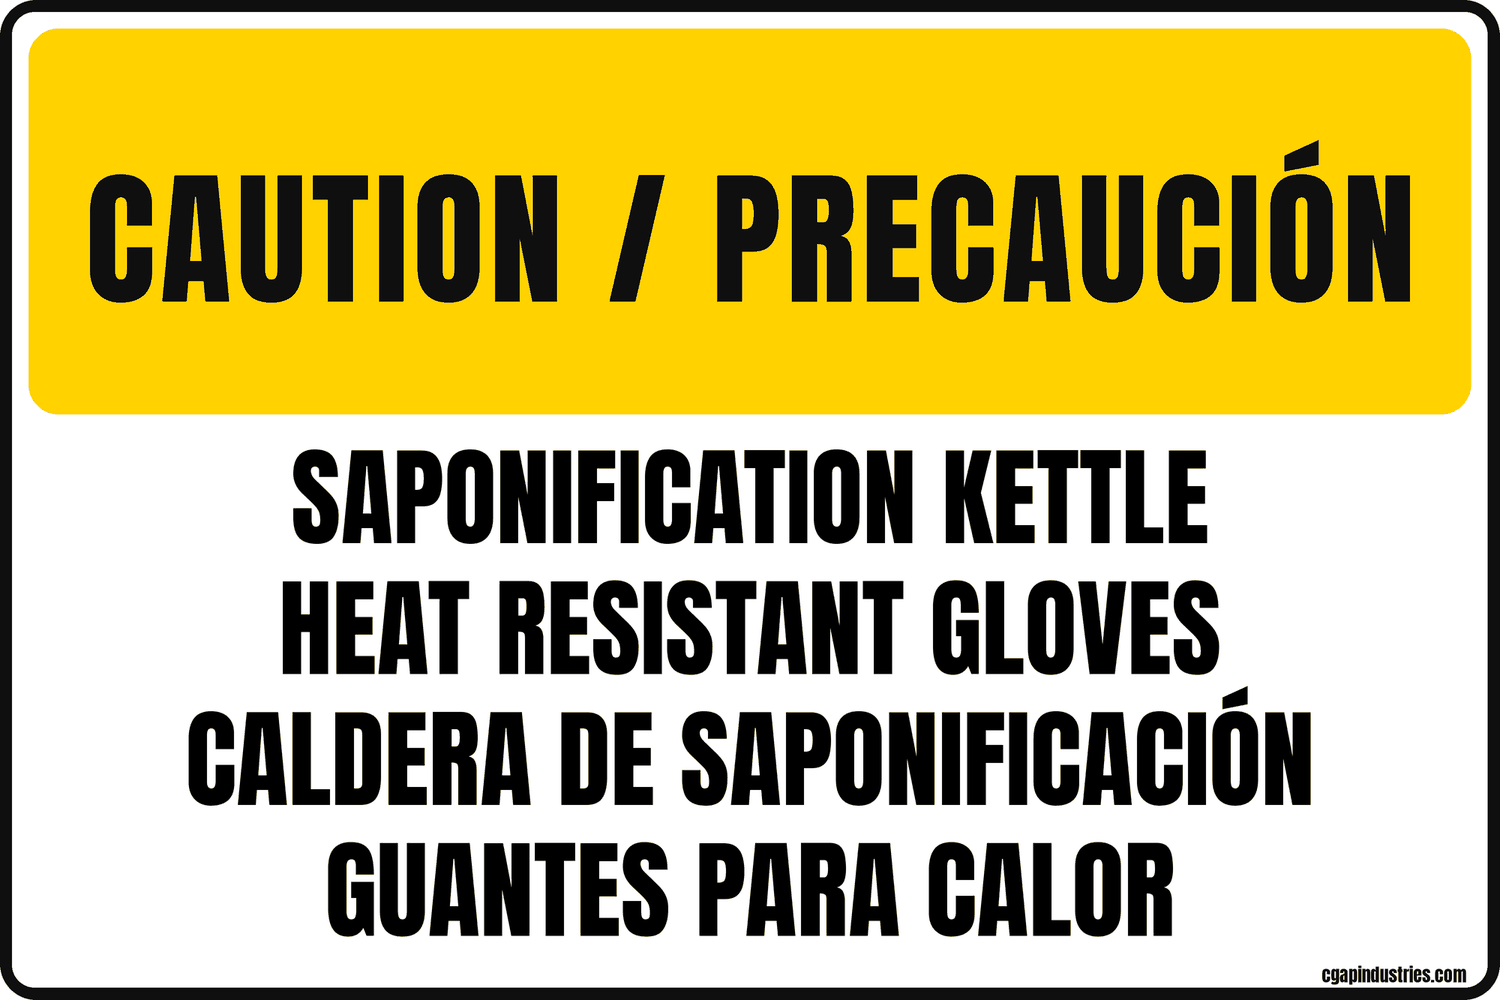 CAUTION / PRECAUCIÓN
SAPONIFICATION KETTLE
HEAT RESISTANT GLOVES
CALDERA DE SAPONIFICACIÓN
GUANTES PARA CALOR
cgapindustries.com